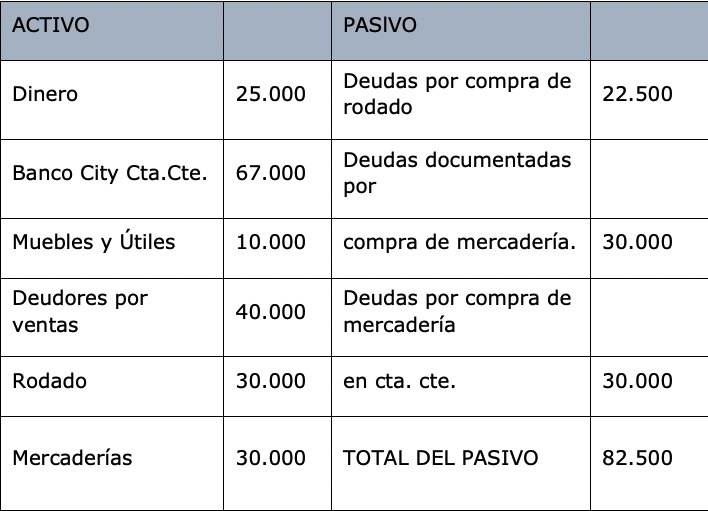 ACTIVO PASIVO
Dinero 25.000 Deudas por compra de
rodado 22.500
Banco City Cta.Cte. 67.000 Deudas documentadas
por
Muebles y Útiles 10.000 compra de mercadería. 30.000
Deudores por
ventas 40.000 Deudas por compra de
mercadería
Rodado 30.000 en cta. cte. 30.000
Mercaderías 30.000 TOTAL DEL PASIVO 82.500